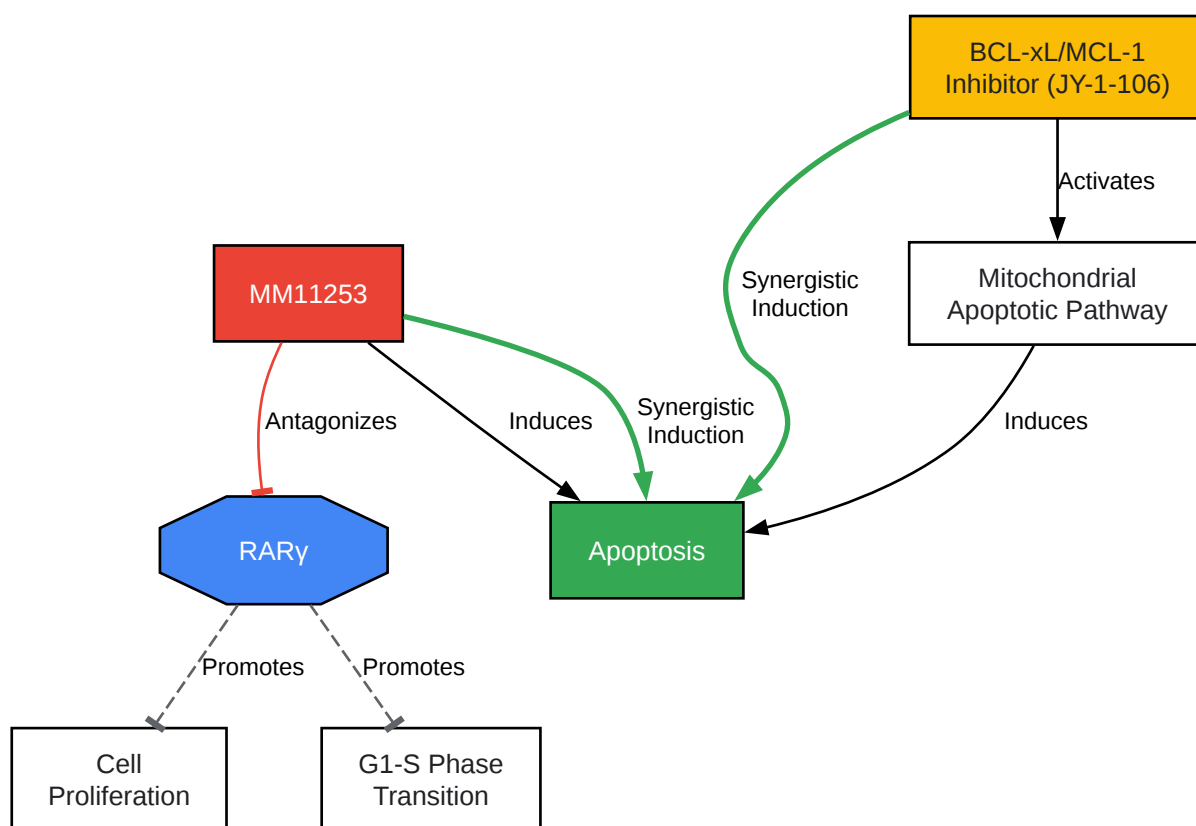 BCL-xL/MCL-1
Inhibitor (JY-1-106)
Activates
MM11253
Synergistic
Induction
Mitochondrial
Apoptotic Pathway
Antagonizes
Induces
Synergistic
Induction
Induces
RARγ
Apoptosis
Promotes
Promotes
Cell
Proliferation
G1-S Phase
Transition